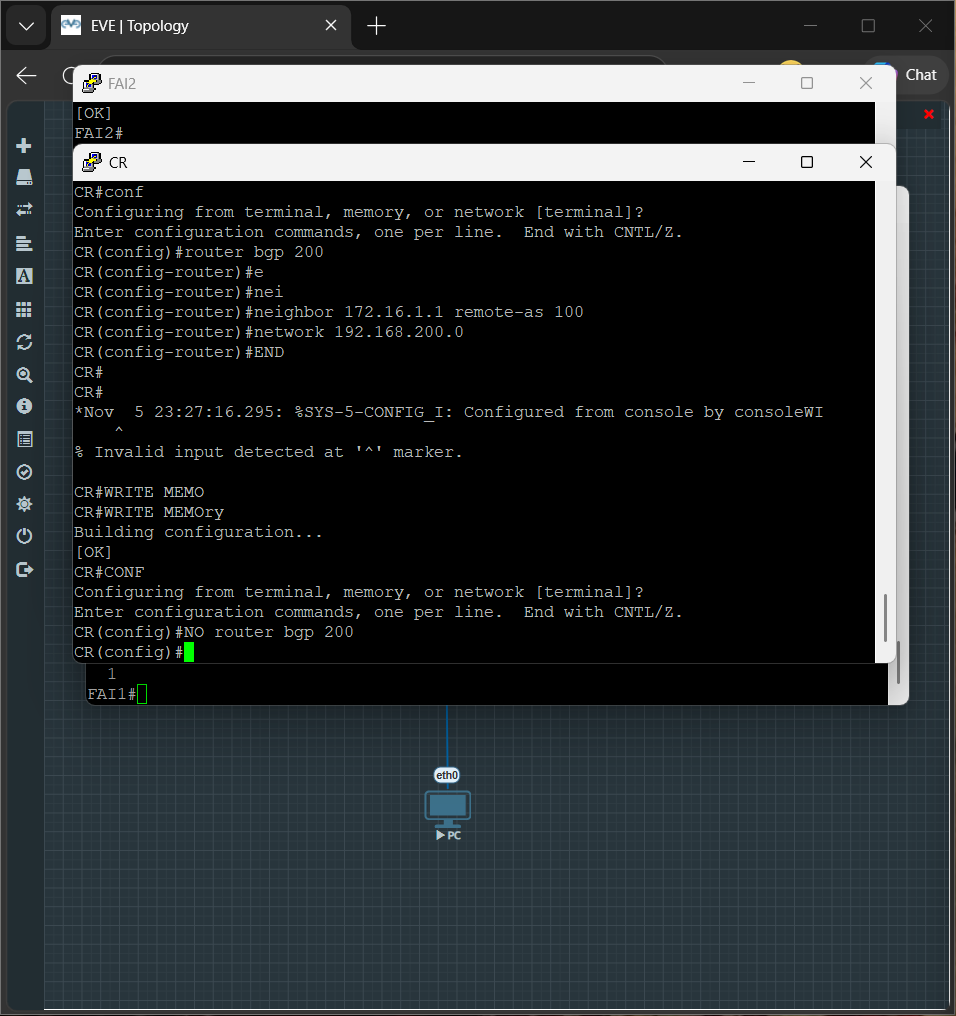 EVE | Topology
Chat
FAI2
[OK]
FAI2#
CR
CR#conf
Configuring from terminal, memory, or network [terminal]?
Enter configuration commands, one per line.  End with CNTL/Z.
CR(config)#router bgp 200
CR(config-router)#e
CR(config-router)#nei
CR(config-router)#neighbor 172.16.1.1 remote-as 100
CR(config-router)#network 192.168.200.0
CR(config-router)#END
CR#
CR#
*Nov  5 23:27:16.295: %SYS-5-CONFIG_I: Configured from console by consoleWI
^
% Invalid input detected at '^' marker.
CR#WRITE MEMO
CR#WRITE MEMOry
Building configuration...
[OK]
CR#CONF
Configuring from terminal, memory, or network [terminal]?
Enter configuration commands, one per line.  End with CNTL/Z.
CR(config)#NO router bgp 200
CR(config)#
1
FAI1#
eth0
PC